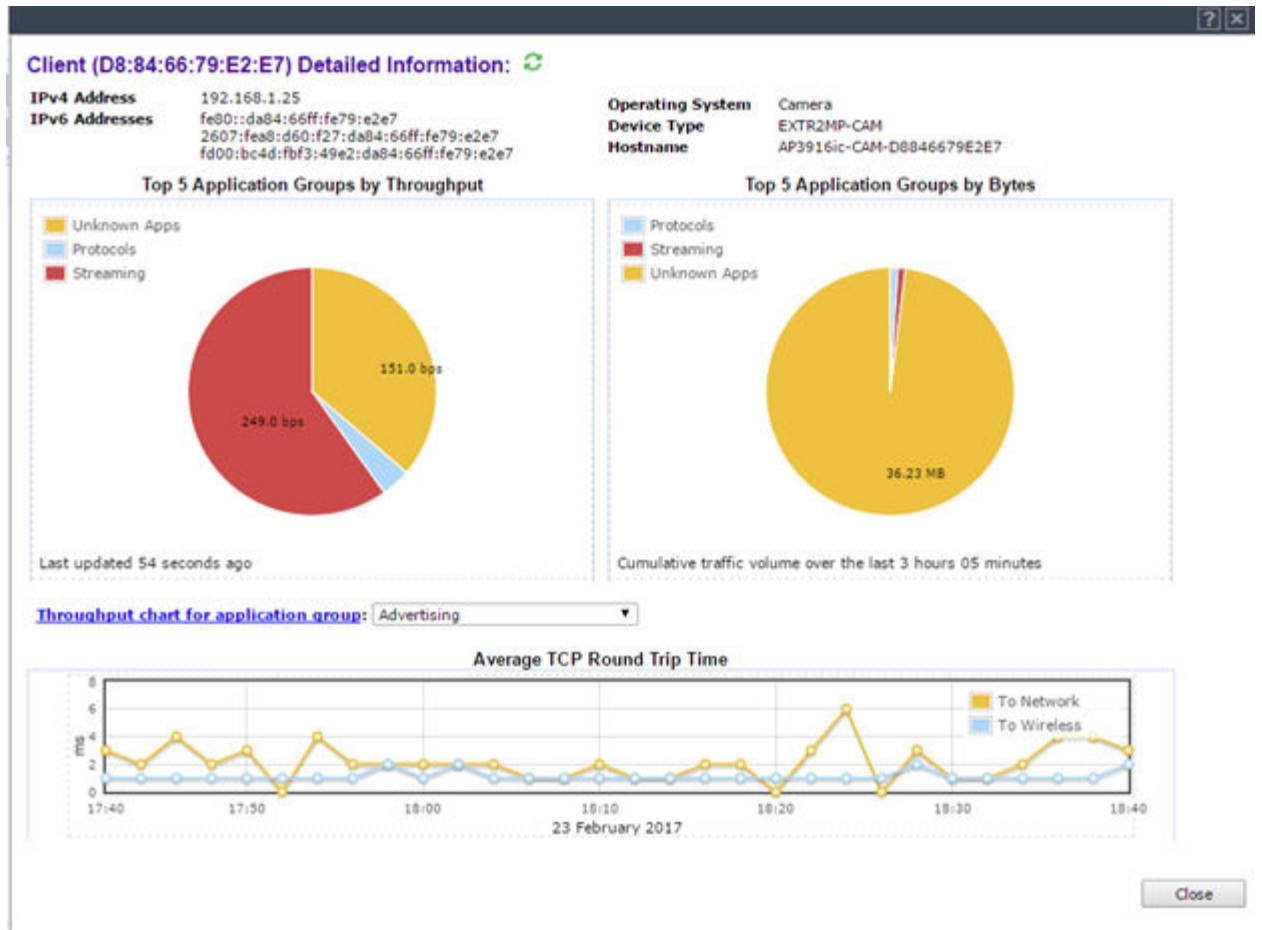 Client (D8:84:66:79:E2:E7) Detailed Information:
IPv4 Address 192.168.1.25
IPv6 Addresses fe80::da84:66ff:fe79:e2e7
2607:fea8:d60:f27:da84:66ff:fe79:e2e7
fd00:bc4d:fbf3:49e2:da84:66ff:fe79:e2e7
Operating System Camera
Device Type EXTR2MP-CAM
Hostname AP3916ic-CAM-D8846679E2E7
Top 5 Application Groups by Throughput
Unknown Apps
Protocols
Streaming
151.0 bps
249.0 bps
Last updated 54 seconds ago
Top 5 Application Groups by Bytes
Protocols
Streaming
Unknown Apps
36.23 MB
Cumulative traffic volume over the last 3 hours 05 minutes
Throughput chart for application group: Advertising
Average TCP Round Trip Time
To Network
To Wireless
ms
8
6
4
2
0
17:40 17:50 18:00 18:10 18:20 18:30 18:40
23 February 2017
Close